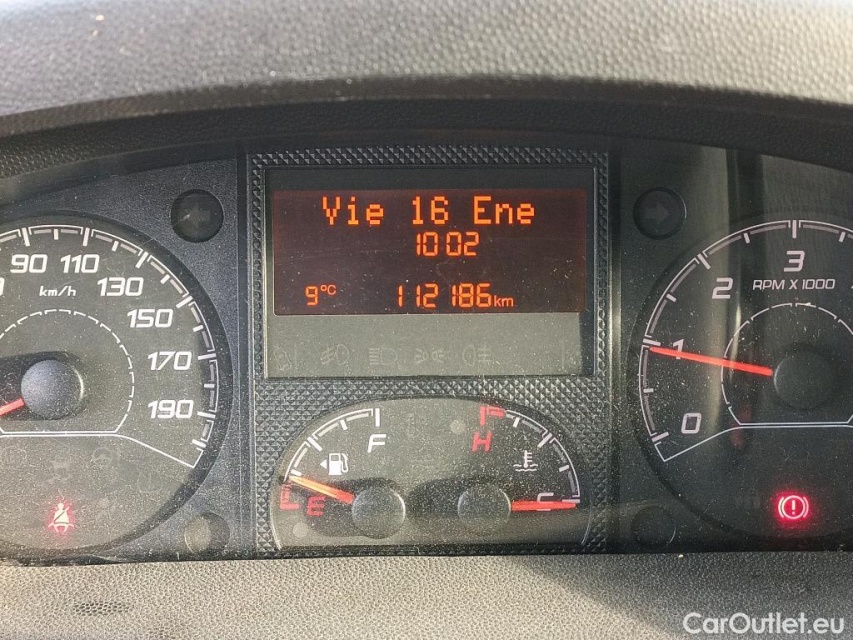 Vie 16 Ene
10:02
9°C 112186km
90 110 130 150 170 190
km/h
0 1 2 3
RPM X 1000
F
E
H
C
CarOutlet.eu